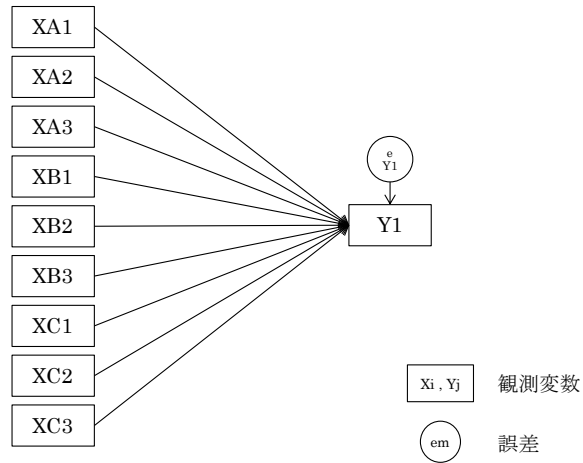 XA1
XA2
XA3
XB1
XB2
XB3
XC1
XC2
XC3
e
Y1
Y1
Xi , Yj 観測変数
em 誤差